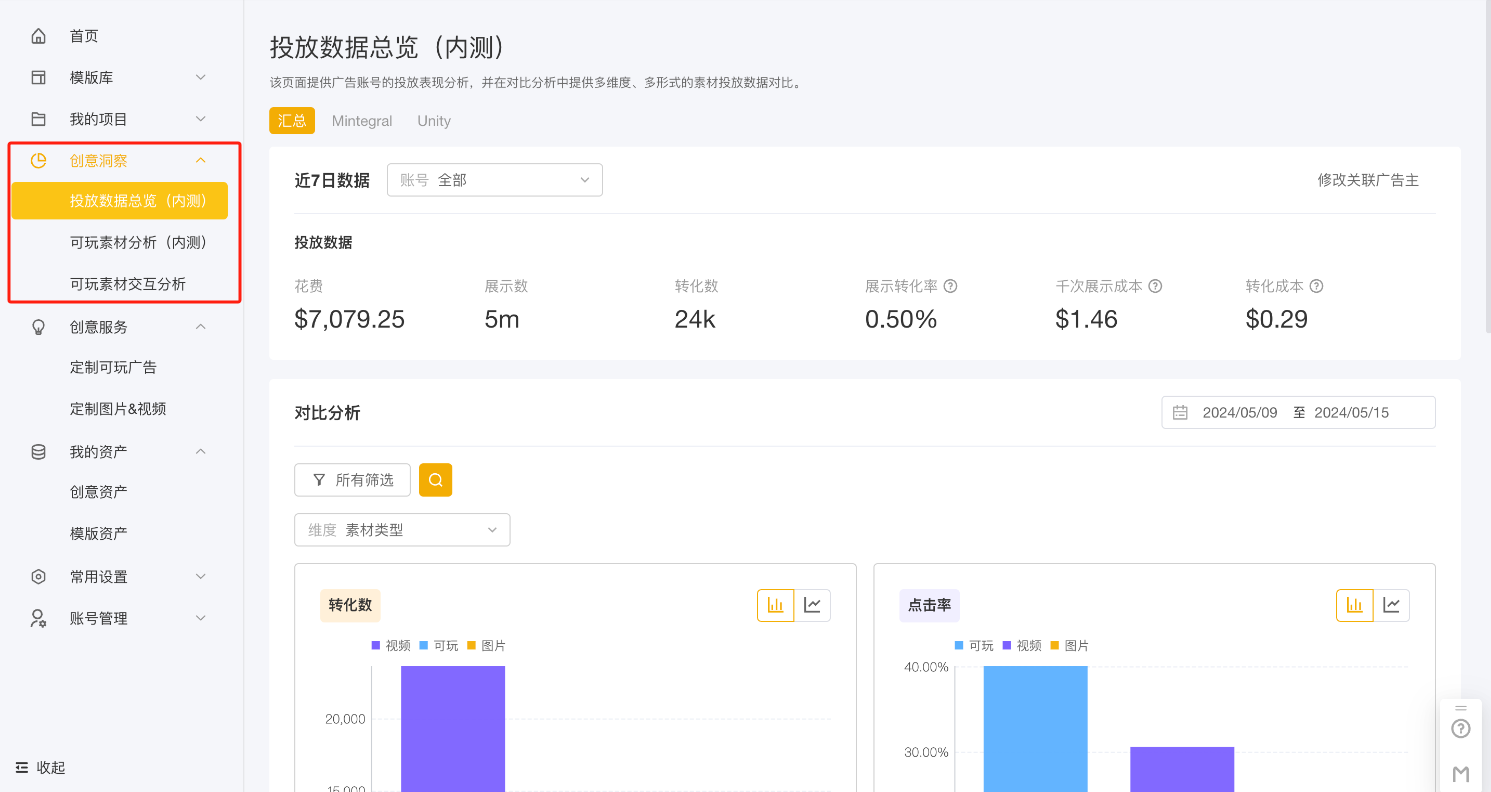 首页
模版库
我的项目
创意洞察
投放数据总览（内测）
可玩素材分析（内测）
可玩素材交互分析
创意服务
定制可玩广告
定制图片&视频
我的资产
创意资产
模版资产
常用设置
账号管理
收起
投放数据总览（内测）
该页面提供广告账号的投放表现分析，并在对比分析中提供多维度、多形式的素材投放数据对比。
汇总 Mintegral Unity
近7日数据 账号 全部 修改关联广告主
投放数据
花费 展示数 转化数 展示转化率 千次展示成本 转化成本
$7,079.25 5m 24k 0.50% $1.46 $0.29
对比分析 2024/05/09 至 2024/05/15
所有筛选
维度 素材类型
转化数
视频 可玩 图片
20,000
15,000
点击率
可玩 视频 图片
40.00%
30.00%